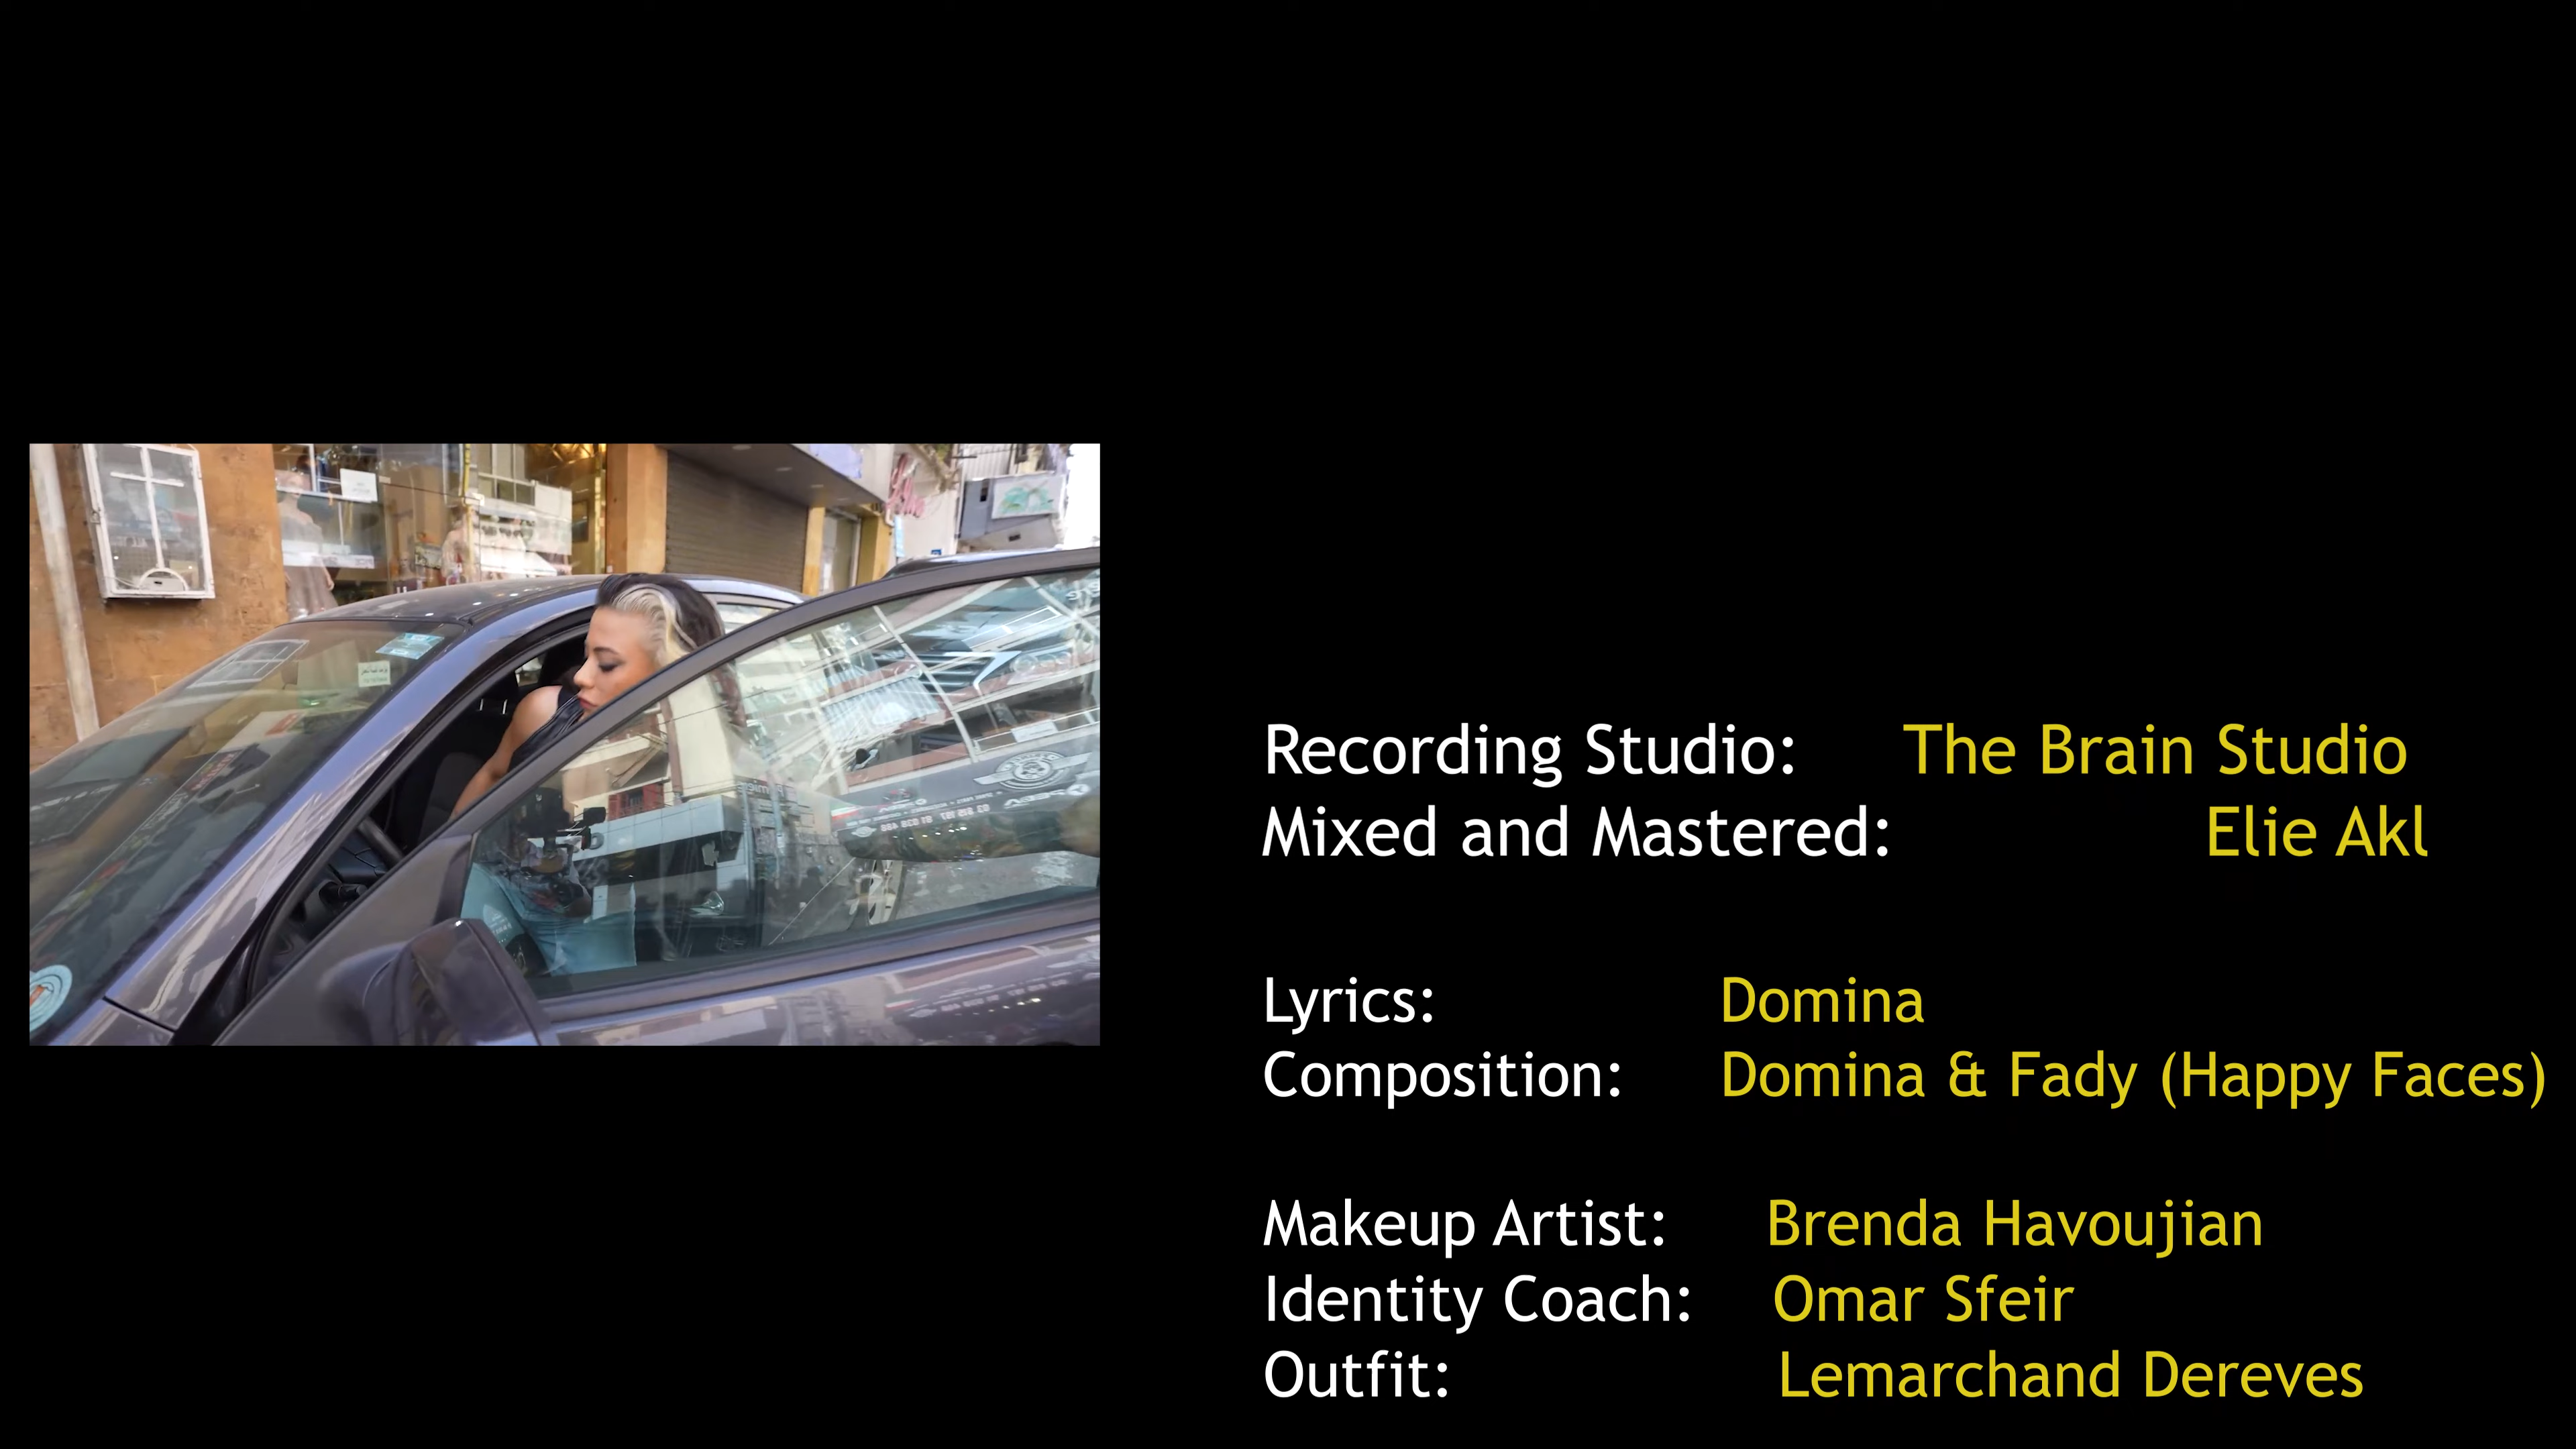 Recording Studio: The Brain Studio
Mixed and Mastered: Elie Akl
Lyrics: Domina
Composition: Domina & Fady (Happy Faces)
Makeup Artist: Brenda Havoujian
Identity Coach: Omar Sfeir
Outfit: Lemarchand Dereves